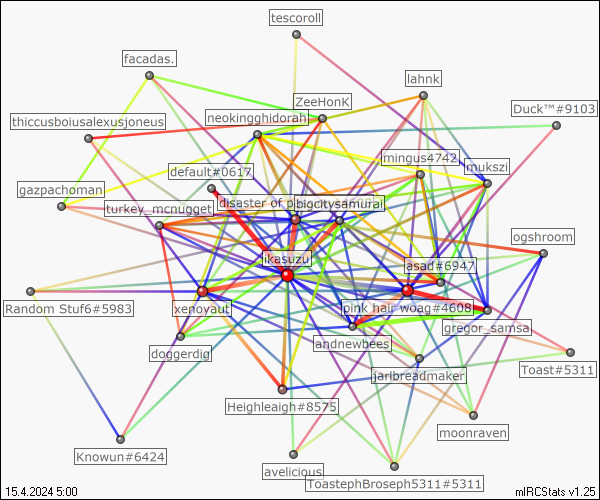 tescoroll
facadas.
lahnk
ZeeHonK
Duck™#9103
neokingghidorah
thiccusboiusalexusjoneus
mingus4742
mukszi
default#0617
gazpachoman
disaster of p
bigcitysamurai
turkey_mcnugget
ogshroom
ikasuzu
asad#6947
Random Stuf6#5983
xenoyaut
pink hair woag#4608
gregor_samsa
andnewbees
doggerdig
jarlbreadmaker
Toast#5311
Heighleaigh#8575
moonraven
Knowun#6424
avelicious
ToastephBroseph5311#5311
15.4.2024 5:00
mIRCStats v1.25